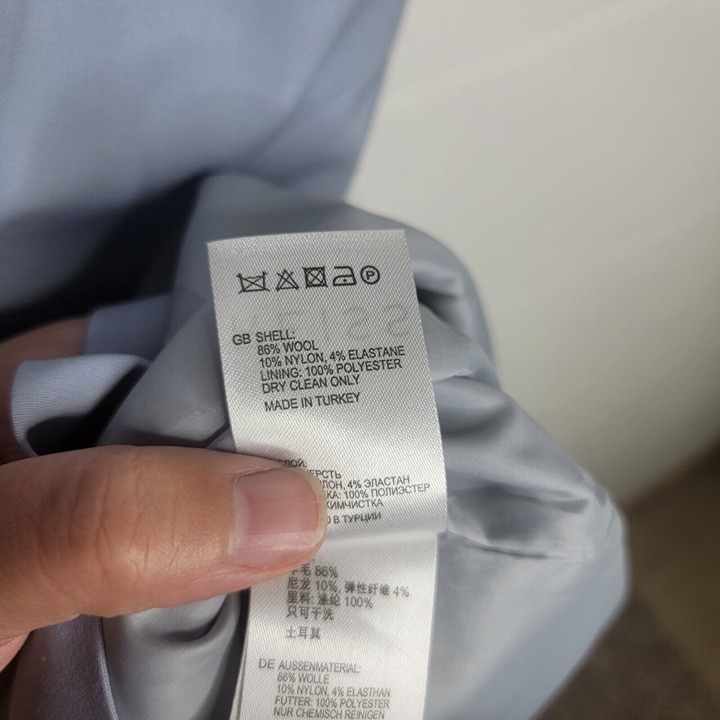 P
GB SHELL:
86% WOOL
10% NYLON, 4% ELASTANE
LINING: 100% POLYESTER
DRY CLEAN ONLY
MADE IN TURKEY
4% ЭЛАСТАН
100% ПОЛИЭСТЕР
ХИМЧИСТКА
В ТУРЦИИ
羊毛 86%
尼龙 10%, 弹性纤维 4%
里料: 涤纶 100%
只可干洗
土耳其
DE AUSSENMATERIAL:
86% WOLLE
10% NYLON, 4% ELASTHAN
FUTTER: 100% POLYESTER
NUR CHEMISCH REINIGEN